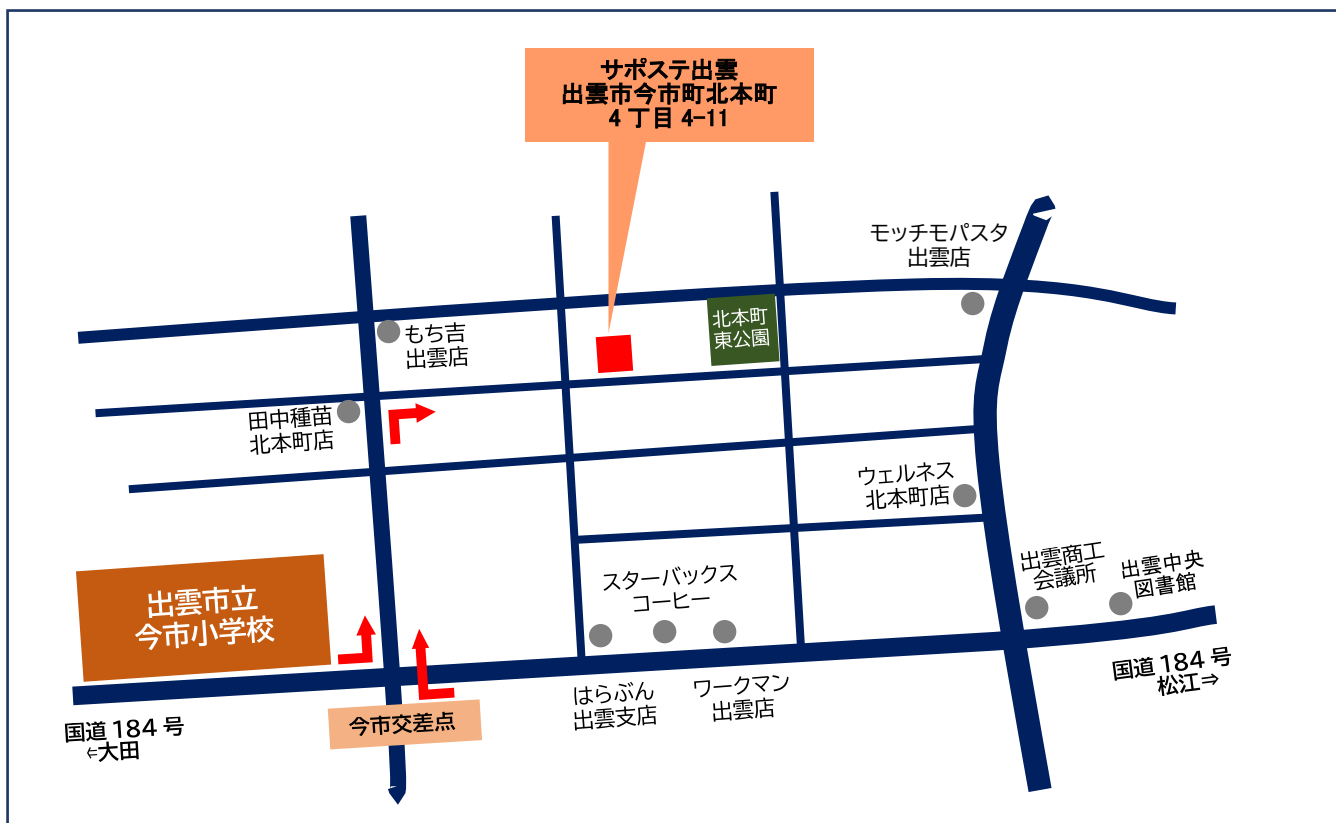 サポステ出雲
出雲市今市町北本町
4 丁目 4-11
モッチモパスタ
出雲店
北本町
東公園
もち吉
出雲店
田中種苗
北本町店
ウェルネス
北本町店
出雲商工
会議所
出雲中央
図書館
スターバックス
コーヒー
出雲市立
今市小学校
はらぶん
出雲支店
ワークマン
出雲店
国道 184 号
松江⇒
今市交差点
国道 184 号
⇐大田